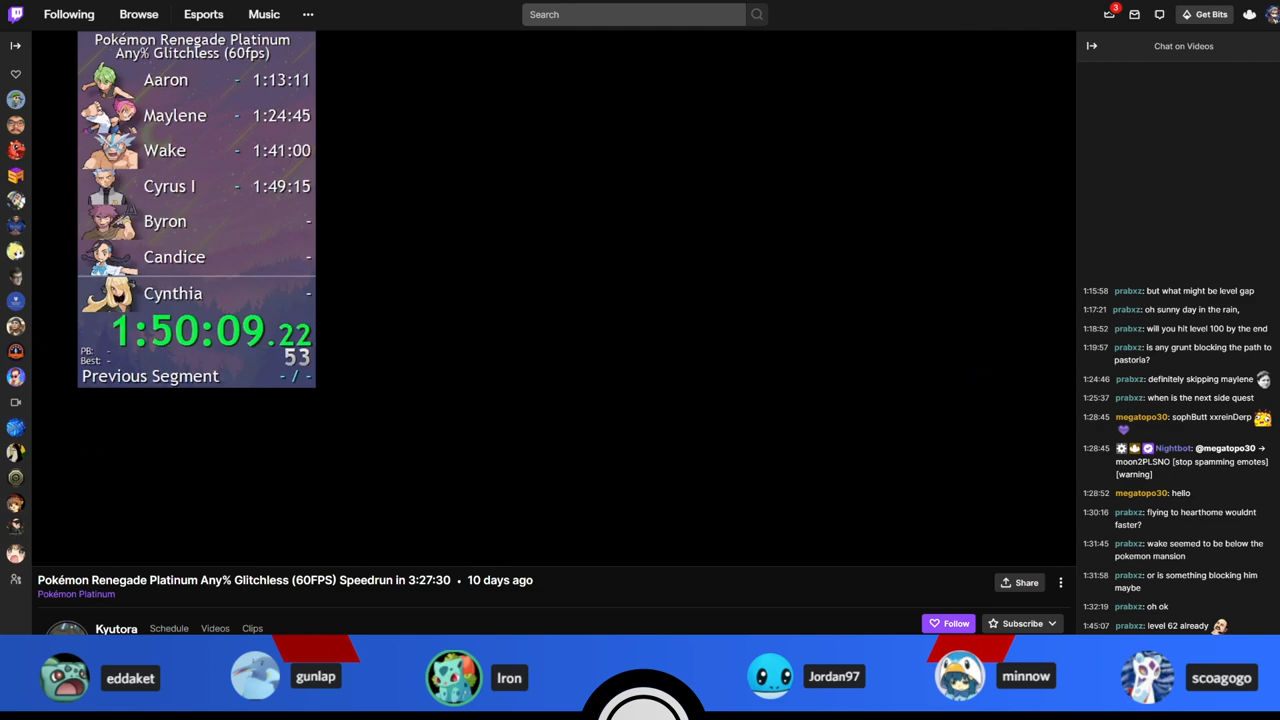 Following
Browse
Esports
Music
Search
3
Get Bits
Pokémon Renegade Platinum
Any% Glitchless (60fps)
Aaron - 1:13:11
Maylene - 1:24:45
Wake - 1:41:00
Cyrus I - 1:49:15
Byron -
Candice -
Cynthia -
1:50:09.22
PB: -
Best: -
53
Previous Segment - / -
Chat on Videos
1:15:58 prabxz: but what might be level gap
1:17:21 prabxz: oh sunny day in the rain,
1:18:52 prabxz: will you hit level 100 by the end
1:19:57 prabxz: is any grunt blocking the path to
pastoria?
1:24:46 prabxz: definitely skipping maylene
1:25:37 prabxz: when is the next side quest
1:28:45 megatopo30: sophButt xxreinDerp
1:28:45 Nightbot: @megatopo30 →
moon2PLSNO [stop spamming emotes]
[warning]
1:28:52 megatopo30: hello
1:30:16 prabxz: flying to hearthome wouldnt
faster?
1:31:45 prabxz: wake seemed to be below the
pokemon mansion
1:31:58 prabxz: or is something blocking him
maybe
1:32:19 prabxz: oh ok
1:45:07 prabxz: level 62 already
Pokémon Renegade Platinum Any% Glitchless (60FPS) Speedrun in 3:27:30 • 10 days ago
Pokémon Platinum
Share
Kyutora
Schedule
Videos
Clips
Follow
Subscribe
eddaket
gunlap
Iron
Jordan97
minnow
scoagogo